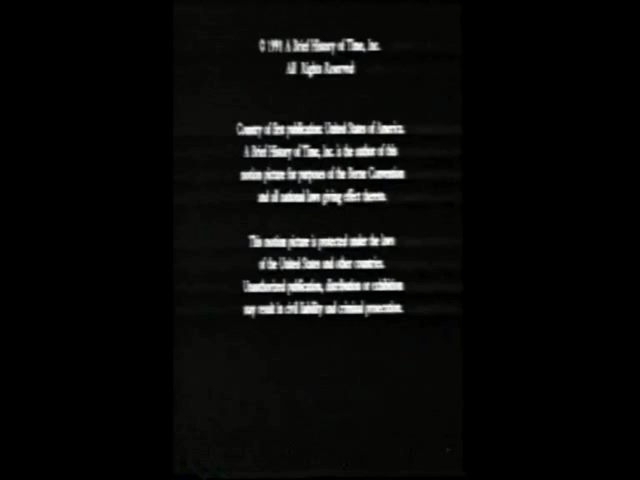 © 1991 A Brief History of Time, Inc.
All Rights Reserved
Country of first publication: United States of America.
A Brief History of Time, Inc. is the author of this
motion picture for purposes of the Berne Convention
and all national laws giving effect thereto.
This motion picture is protected under the laws
of the United States and other countries.
Unauthorized publication, distribution or exhibition
may result in civil liability and criminal prosecution.